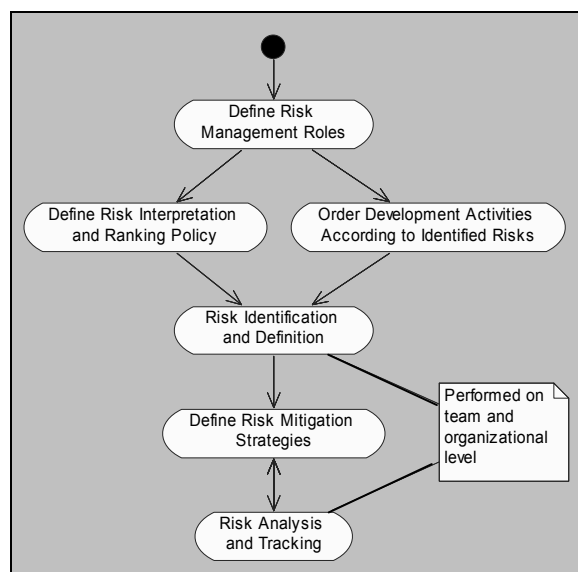 Define Risk
Management Roles
Define Risk Interpretation
and Ranking Policy
Order Development Activities
According to Identified Risks
Risk Identification
and Definition
Performed on
team and
organizational
level
Define Risk Mitigation
Strategies
Risk Analysis
and Tracking